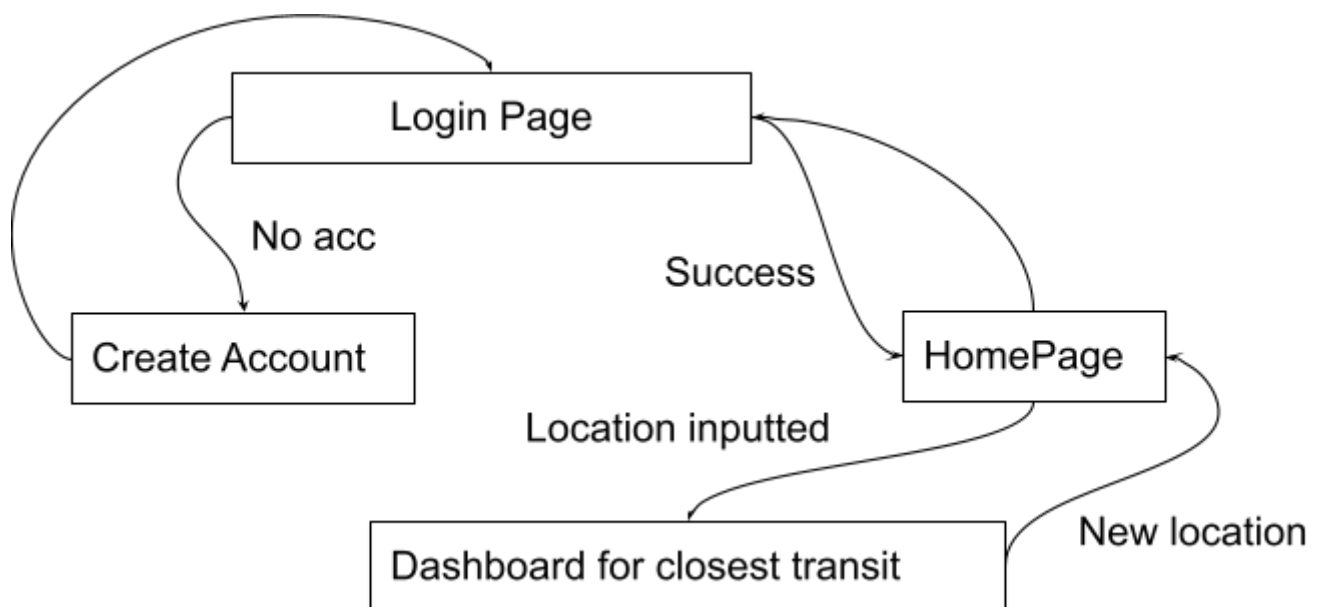 Login Page
No acc
Success
Create Account
HomePage
Location inputted
New location
Dashboard for closest transit